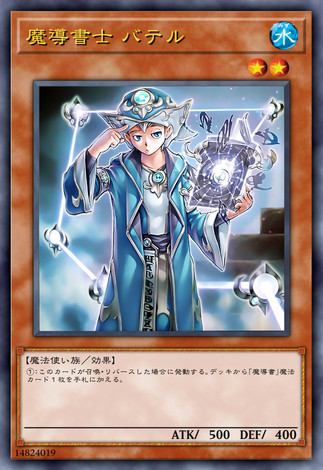 魔導書士 バテル
水
【魔法使い族/効果】
①:このカードが召喚・リバースした場合に発動する。デッキから「魔導書」魔法
カード１枚を手札に加える。
ATK/ 500 DEF/ 400
14824019